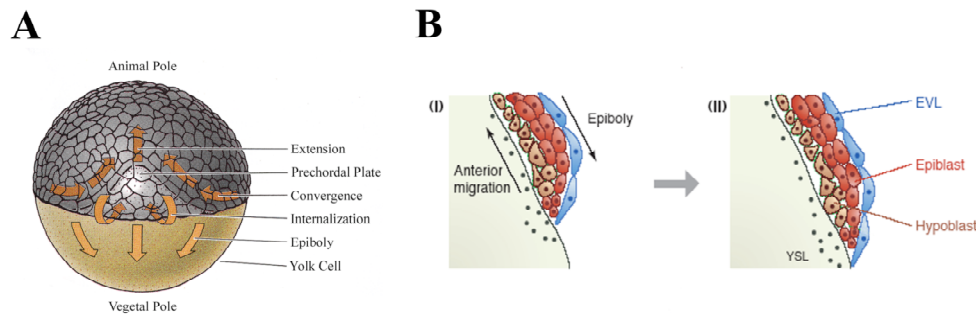 A
Animal Pole
Extension
Prechordal Plate
Convergence
Internalization
Epiboly
Yolk Cell
Vegetal Pole
B
(I)
Epiboly
Anterior
migration
(II)
EVL
Epiblast
Hypoblast
YSL